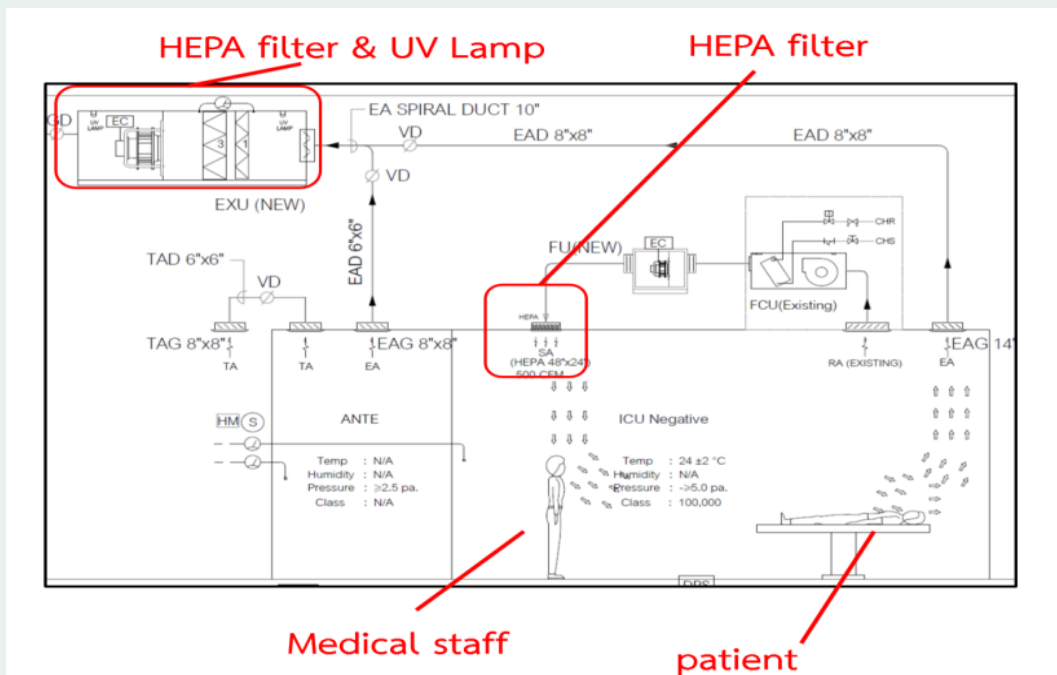 HEPA filter & UV Lamp
HEPA filter
EA SPIRAL DUCT 10"
GD
UV LAMP
EC
3
1
UV LAMP
VD
EAD 8"x8"
EAD 8"x8"
VD
EXU (NEW)
EAD 6"x6"
FU(NEW)
EC
CHR
CHS
FCU(Existing)
TAD 6"x6"
VD
HEPA
TAG 8"x8"
TA
TA
EAG 8"x8"
EA
SA
(HEPA 48"x24")
500 CFM
RA (EXISTING)
EAG 14"
EA
HM
S
ANTE
ICU Negative
Temp : N/A
Humidity : N/A
Pressure : ≥2.5 pa.
Class : N/A
Temp : 24 ±2 °C
Humidity : N/A
Pressure : ->5.0 pa.
Class : 100,000
DPS
Medical staff
patient